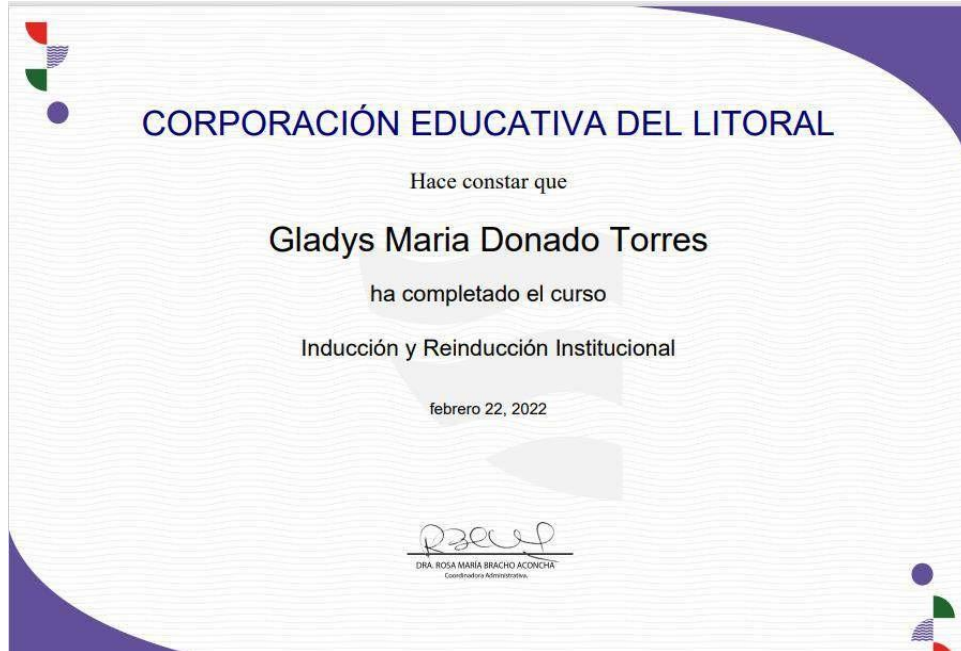 CORPORACIÓN EDUCATIVA DEL LITORAL
Hace constar que
Gladys Maria Donado Torres
ha completado el curso
Inducción y Reinducción Institucional
febrero 22, 2022
DRA. ROSA MARÍA BRACHO ACONCHA
Coordinadora Administrativa.